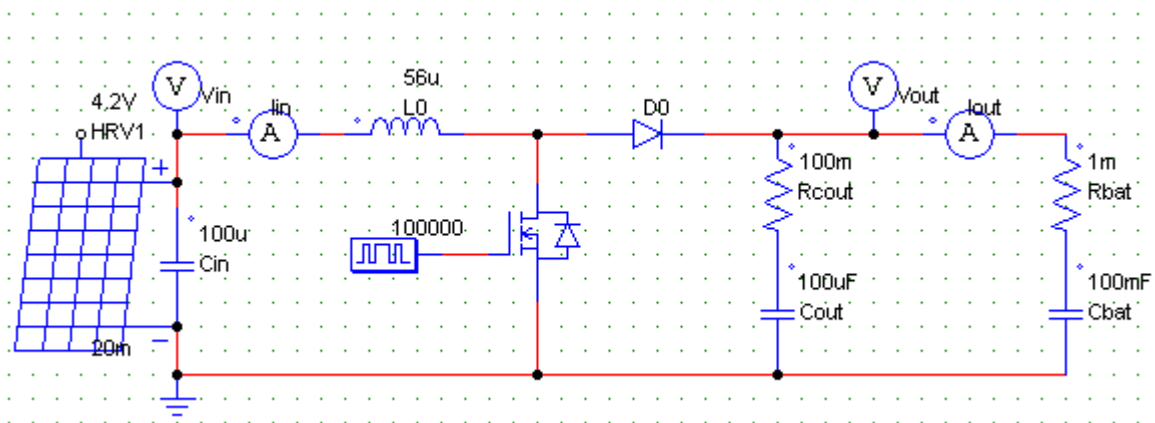 V
Vin
4.2V
HRV1
+
20m
−
100u
Cin
Iin
A
56u
L0
100000
D0
V
Vout
Iout
A
100m
Rcout
100uF
Cout
1m
Rbat
100mF
Cbat